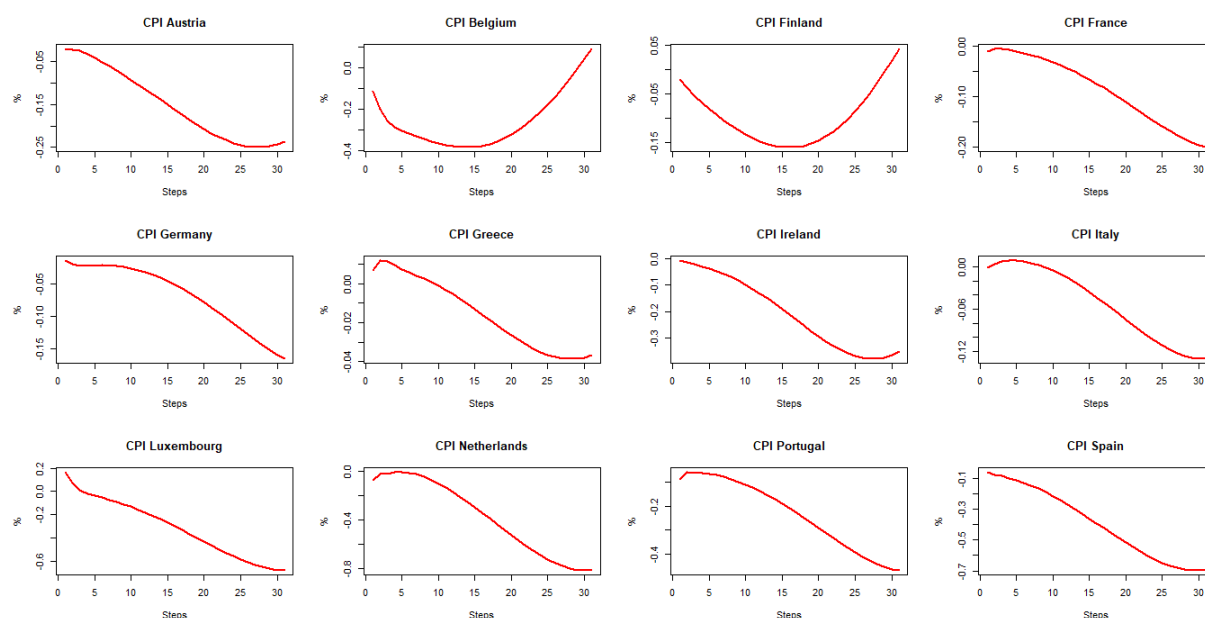 CPI Austria
%
-0.25 -0.15 -0.05
0 5 10 15 20 25 30
Steps
CPI Belgium
%
-0.4 -0.2 0.0
0 5 10 15 20 25 30
Steps
CPI Finland
%
-0.15 -0.05 0.05
0 5 10 15 20 25 30
Steps
CPI France
%
-0.20 -0.10 0.00
0 5 10 15 20 25 30
Steps
CPI Germany
%
-0.15 -0.10 -0.05
0 5 10 15 20 25 30
Steps
CPI Greece
%
-0.04 -0.02 0.00
0 5 10 15 20 25 30
Steps
CPI Ireland
%
-0.3 -0.2 -0.1 0.0
0 5 10 15 20 25 30
Steps
CPI Italy
%
-0.12 -0.06 0.00
0 5 10 15 20 25 30
Steps
CPI Luxembourg
%
-0.6 -0.2 0.0 0.2
0 5 10 15 20 25 30
Steps
CPI Netherlands
%
-0.8 -0.4 0.0
0 5 10 15 20 25 30
Steps
CPI Portugal
%
-0.4 -0.2
0 5 10 15 20 25 30
Steps
CPI Spain
%
-0.7 -0.5 -0.3 -0.1
0 5 10 15 20 25 30
Steps